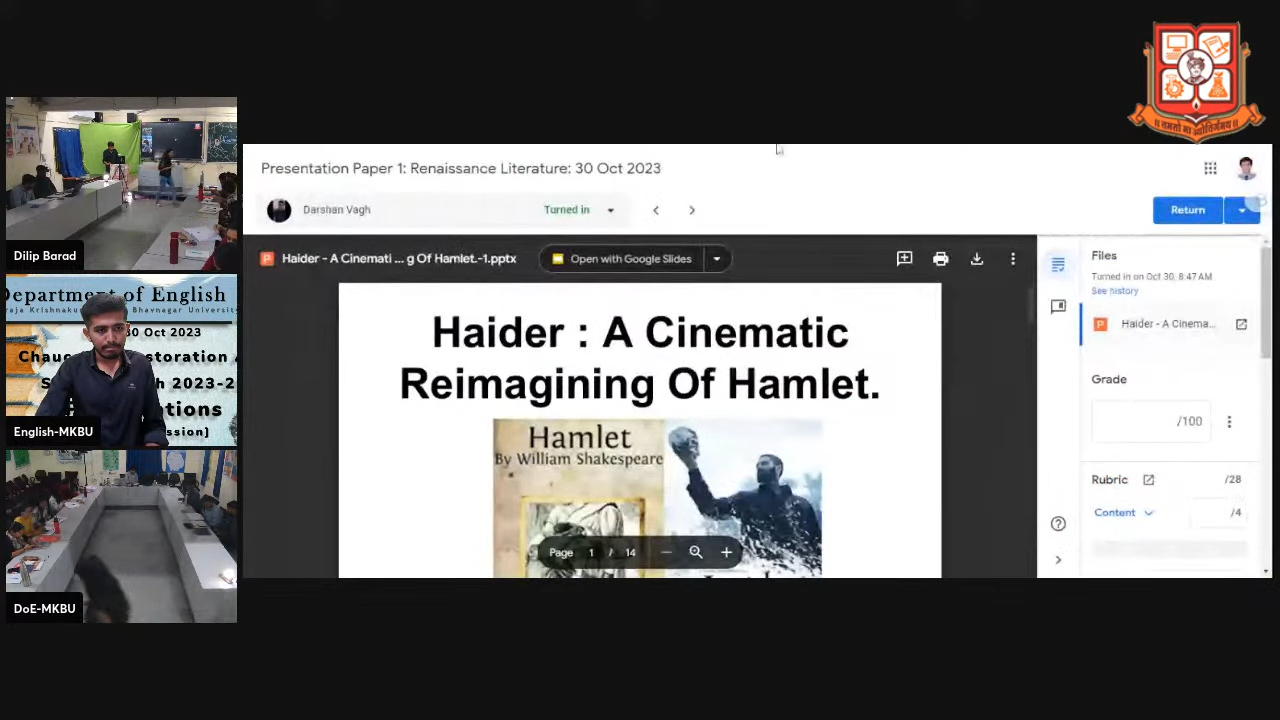 ॥ तमसो मा ज्योतिर्गमय ॥
Presentation Paper 1: Renaissance Literature: 30 Oct 2023
Darshan Vagh
Turned in
Return
Haider - A Cinemati ... g Of Hamlet.-1.pptx
Open with Google Slides
Haider : A Cinematic
Reimagining Of Hamlet.
Hamlet
By William Shakespeare
Page 1 / 14
Files
Turned in on Oct 30, 8:47 AM
See history
Haider - A Cinema...
Grade
/100
Rubric
/28
Content
/4
Dilip Barad
Department of English
30 Oct 2023
English-MKBU
DoE-MKBU